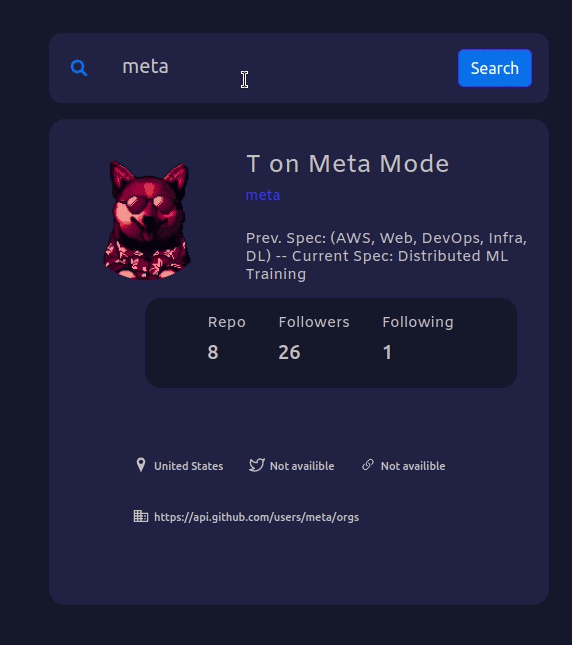 meta
Search
T on Meta Mode
meta
Prev. Spec: (AWS, Web, DevOps, Infra,
DL) -- Current Spec: Distributed ML
Training
Repo Followers Following
8 26 1
United States Not availible Not availible
https://api.github.com/users/meta/orgs